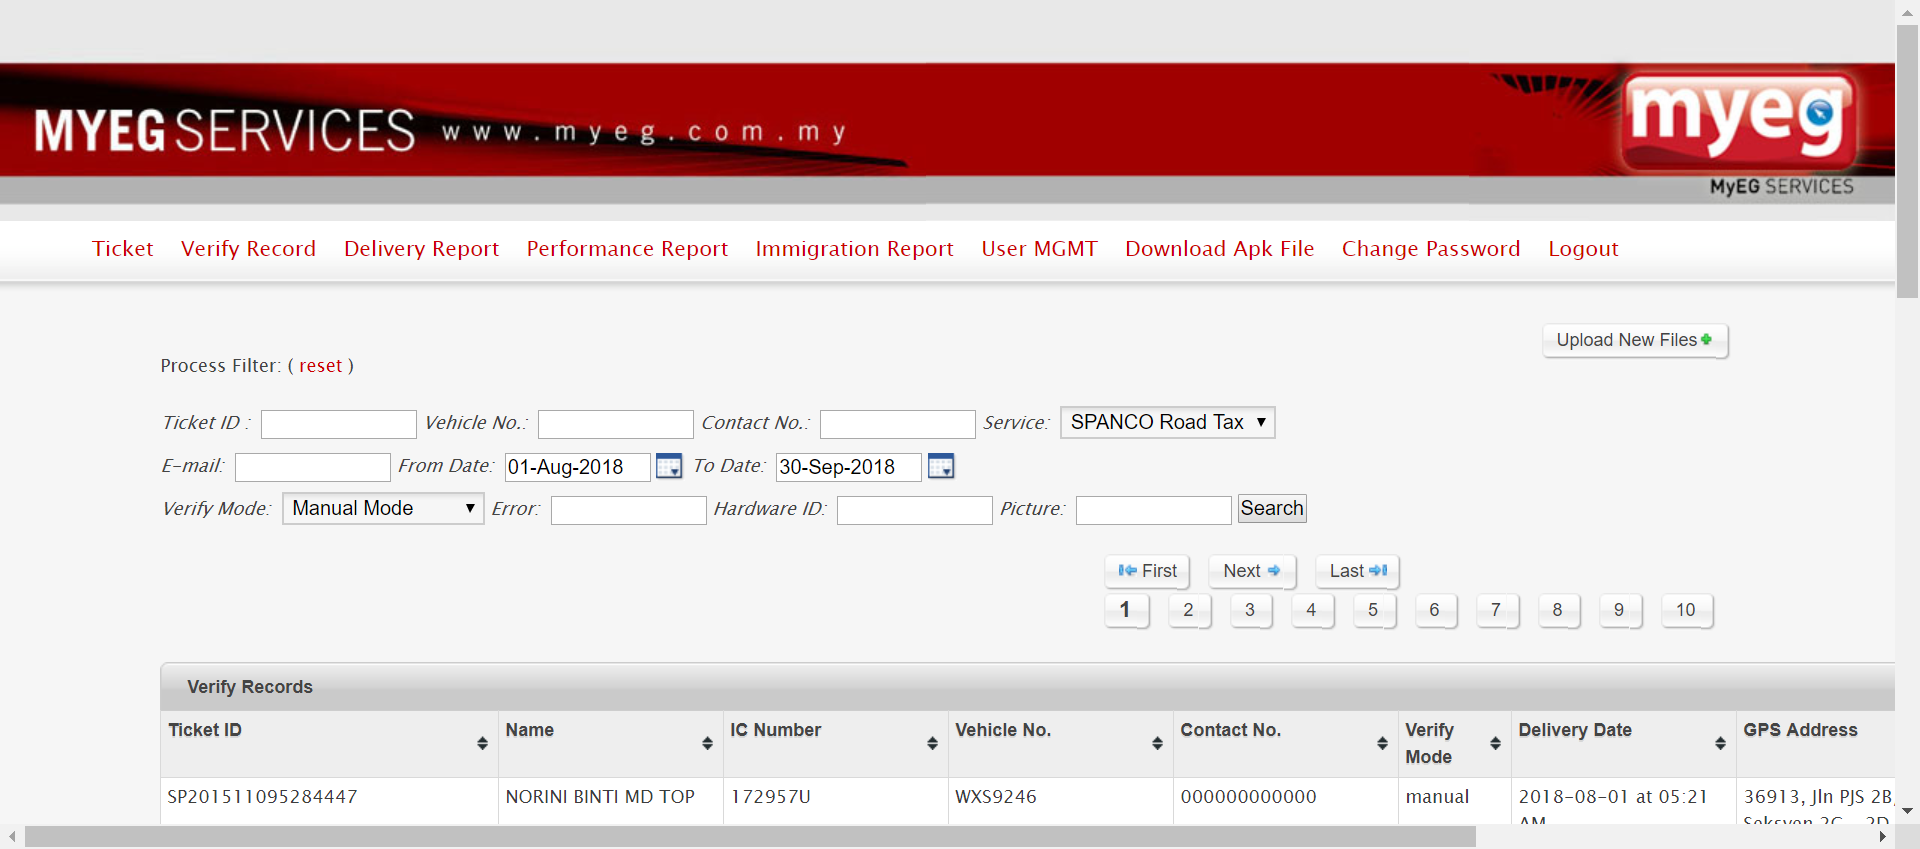 MYEG SERVICES www.myeg.com.my
myeg
MyEG SERVICES
Ticket Verify Record Delivery Report Performance Report Immigration Report User MGMT Download Apk File Change Password Logout
Upload New Files
Process Filter: ( reset )
Ticket ID : Vehicle No.: Contact No.: Service: SPANCO Road Tax
E-mail: From Date: 01-Aug-2018 To Date: 30-Sep-2018
Verify Mode: Manual Mode Error: Hardware ID: Picture: Search
First Next Last
1 2 3 4 5 6 7 8 9 10
Verify Records
Ticket ID Name IC Number Vehicle No. Contact No. Verify Mode Delivery Date GPS Address
SP201511095284447 NORINI BINTI MD TOP 172957U WXS9246 000000000000 manual 2018-08-01 at 05:21 36913, Jln PJS 2B,
AM Seksyen 2C - 2D